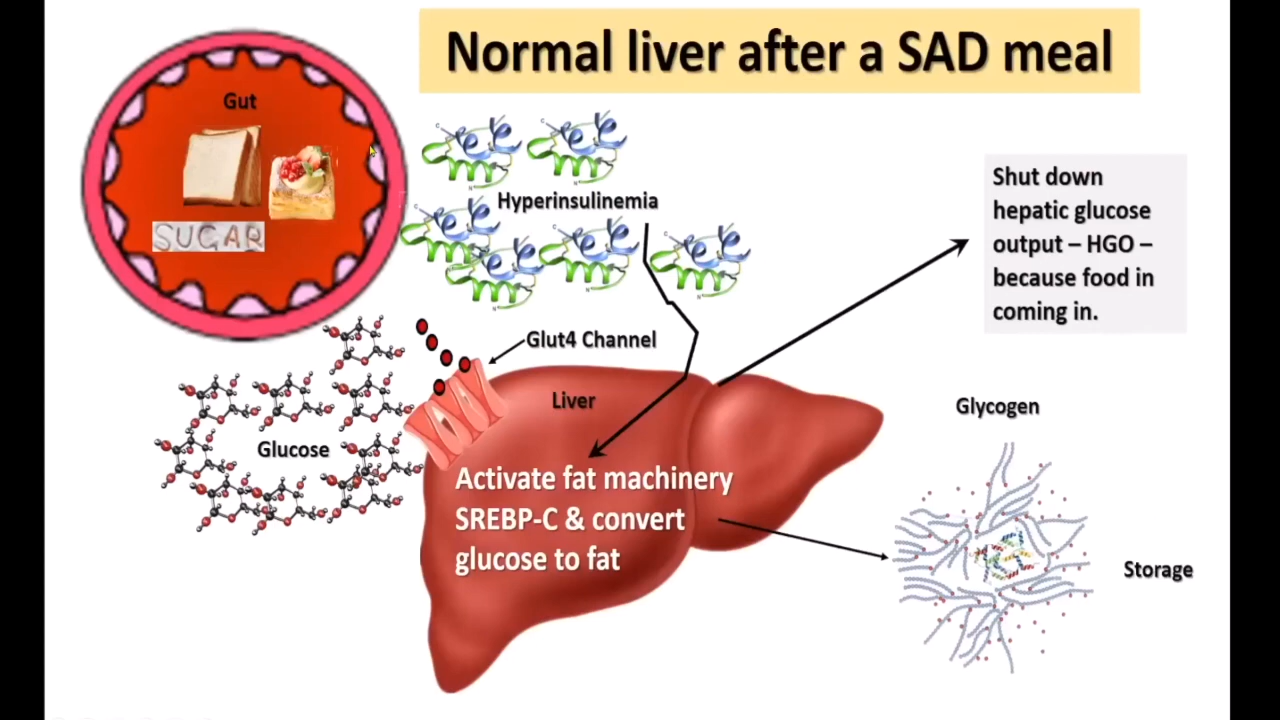 Normal liver after a SAD meal
Gut
SUGAR
Hyperinsulinemia
Shut down
hepatic glucose
output – HGO –
because food in
coming in.
Glut4 Channel
Liver
Glucose
Activate fat machinery
SREBP-C & convert
glucose to fat
Glycogen
Storage